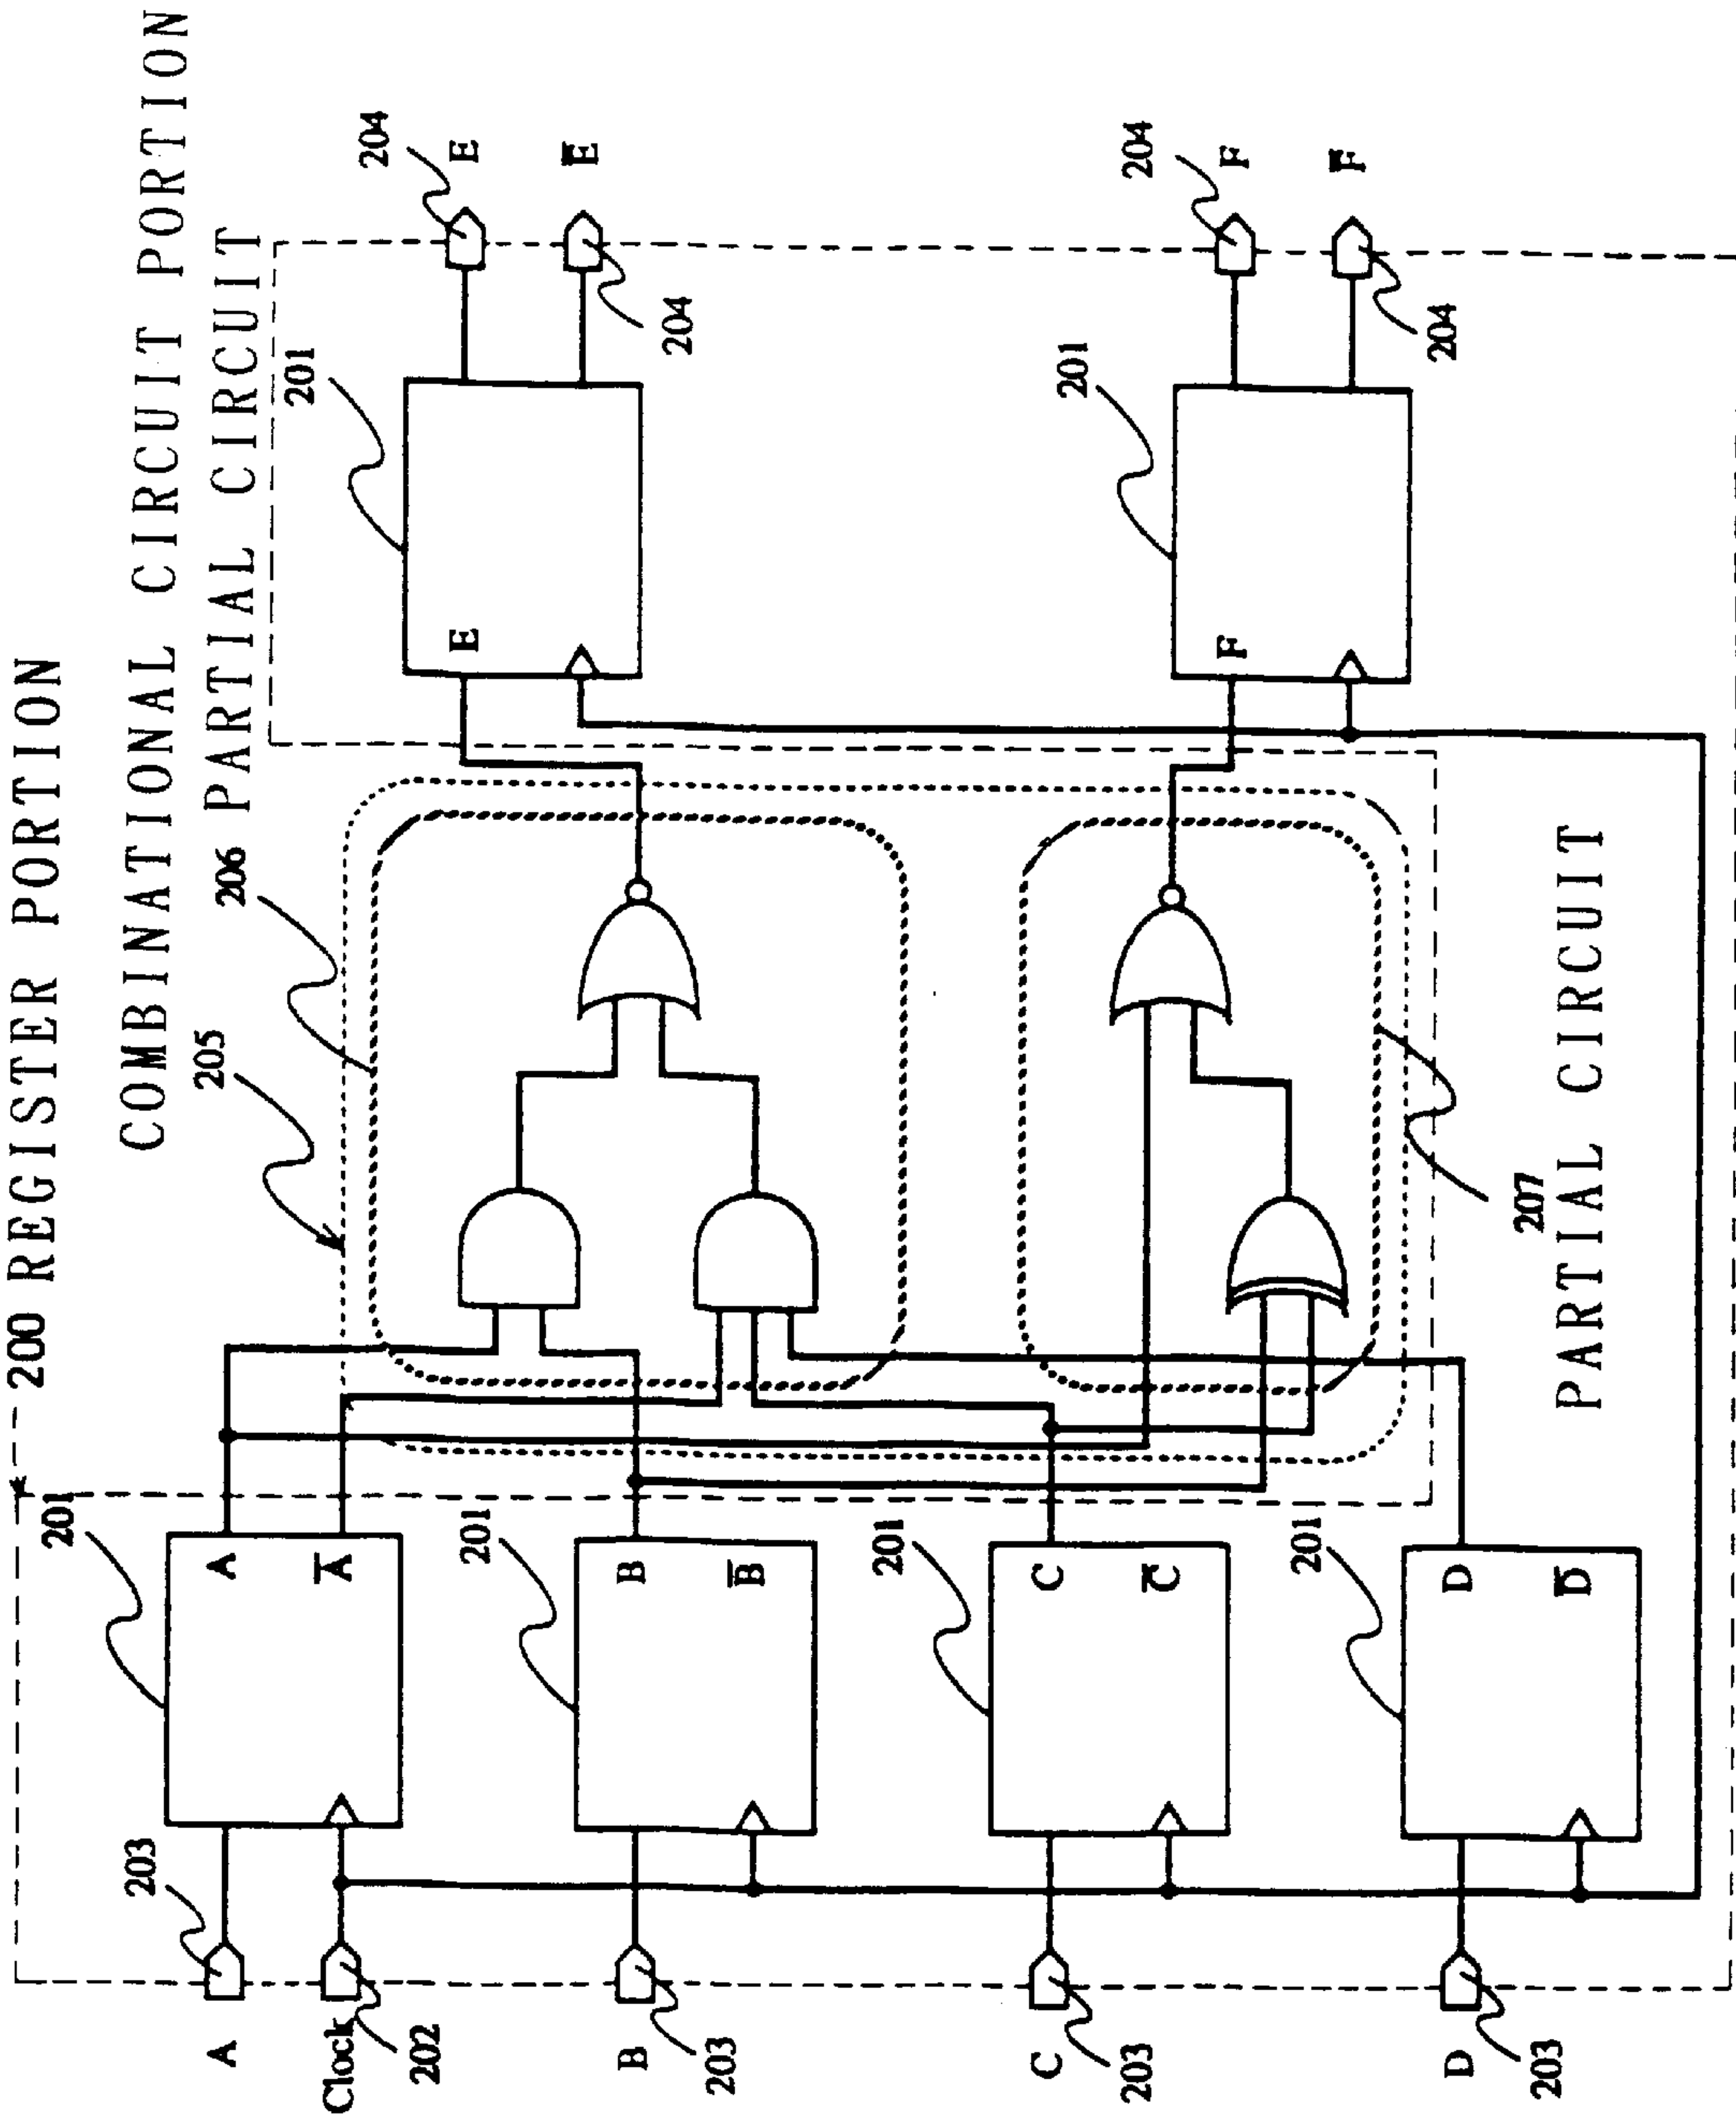 200 REGISTER PORTION
COMBINATIONAL CIRCUIT PORTION
205
206 PARTIAL CIRCUIT
201
201
204
A
203
A
E
E
A̅
Clock
202
E̅
204
201
201
204
B
203
B
F
F
B̅
F̅
204
201
C
203
C
C̅
201
207
PARTIAL CIRCUIT
D
203
D
D̅